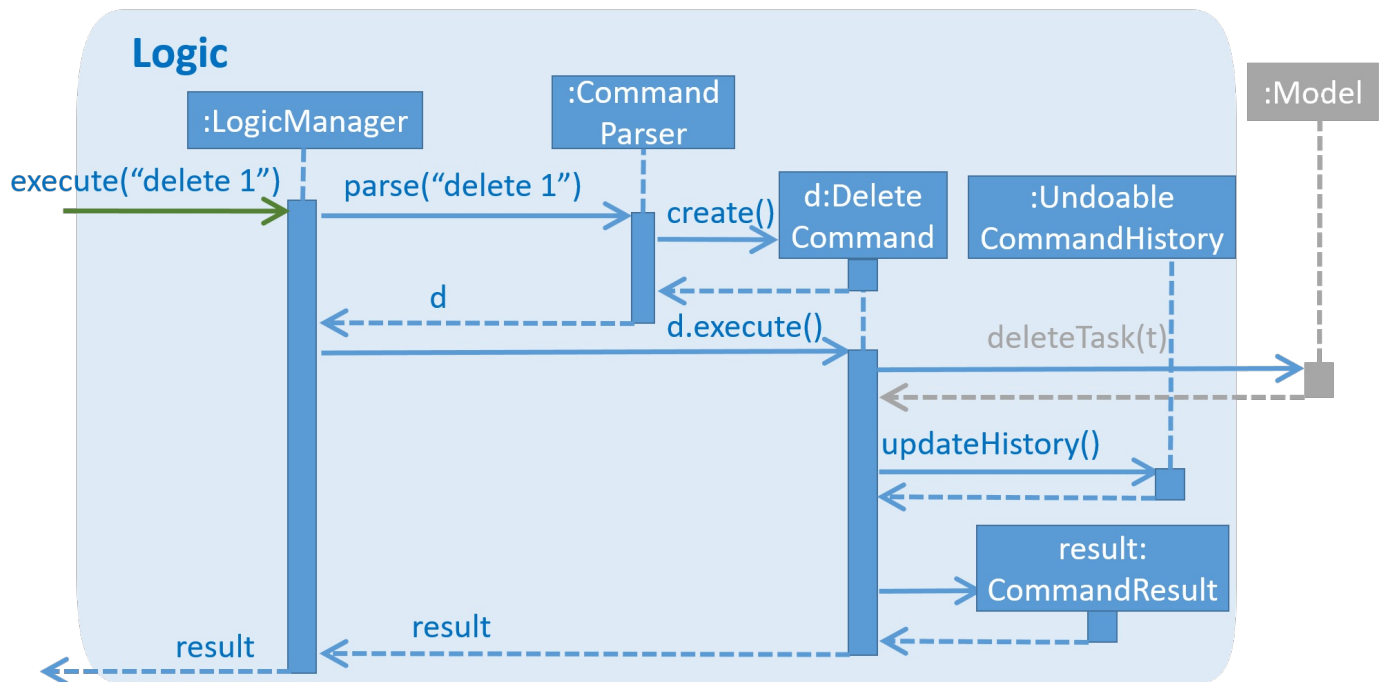 Logic
:LogicManager
:Command
Parser
:Model
execute(“delete 1”)
parse(“delete 1”)
create()
d:Delete
Command
:Undoable
CommandHistory
d
d.execute()
deleteTask(t)
updateHistory()
result:
CommandResult
result
result